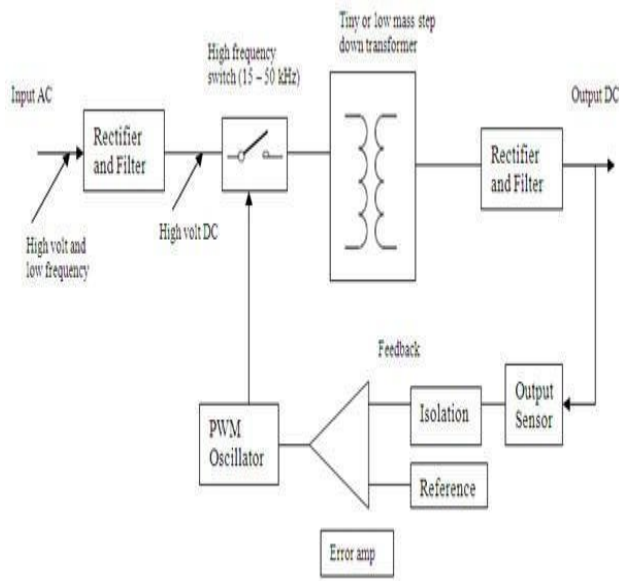 Tiny or low mass step
down transformer
High frequency
switch (15 – 50 kHz)
Input AC
Output DC
Rectifier
and Filter
Rectifier
and Filter
High volt DC
High volt and
low frequency
Feedback
PWM
Oscillator
Isolation
Output
Sensor
Reference
Error amp